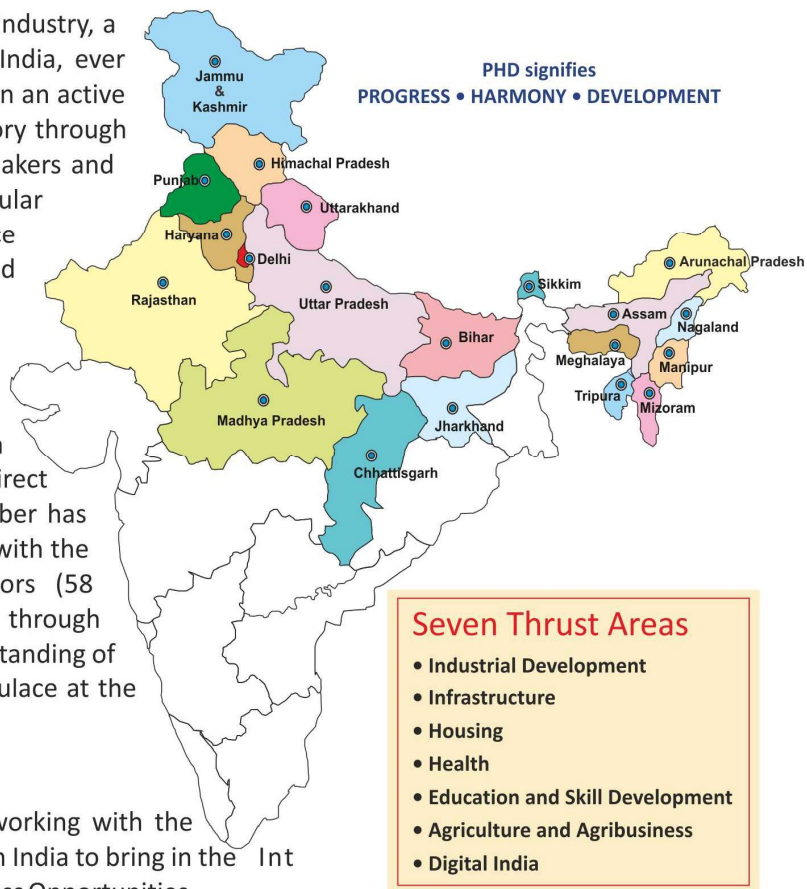 ndustry, a
India, ever
n an active
ory through
akers and
ular
ce
d
irect
ber has
with the
ors (58
through
tanding of
ulace at the
working with the
n India to bring in the Int
PHD signifies
PROGRESS • HARMONY • DEVELOPMENT
Jammu
&
Kashmir
Himachal Pradesh
Punjab
Uttarakhand
Haryana
Delhi
Rajasthan
Uttar Pradesh
Sikkim
Arunachal Pradesh
Assam
Nagaland
Bihar
Meghalaya
Manipur
Tripura
Mizoram
Madhya Pradesh
Jharkhand
Chhattisgarh
Seven Thrust Areas
• Industrial Development
• Infrastructure
• Housing
• Health
• Education and Skill Development
• Agriculture and Agribusiness
• Digital India